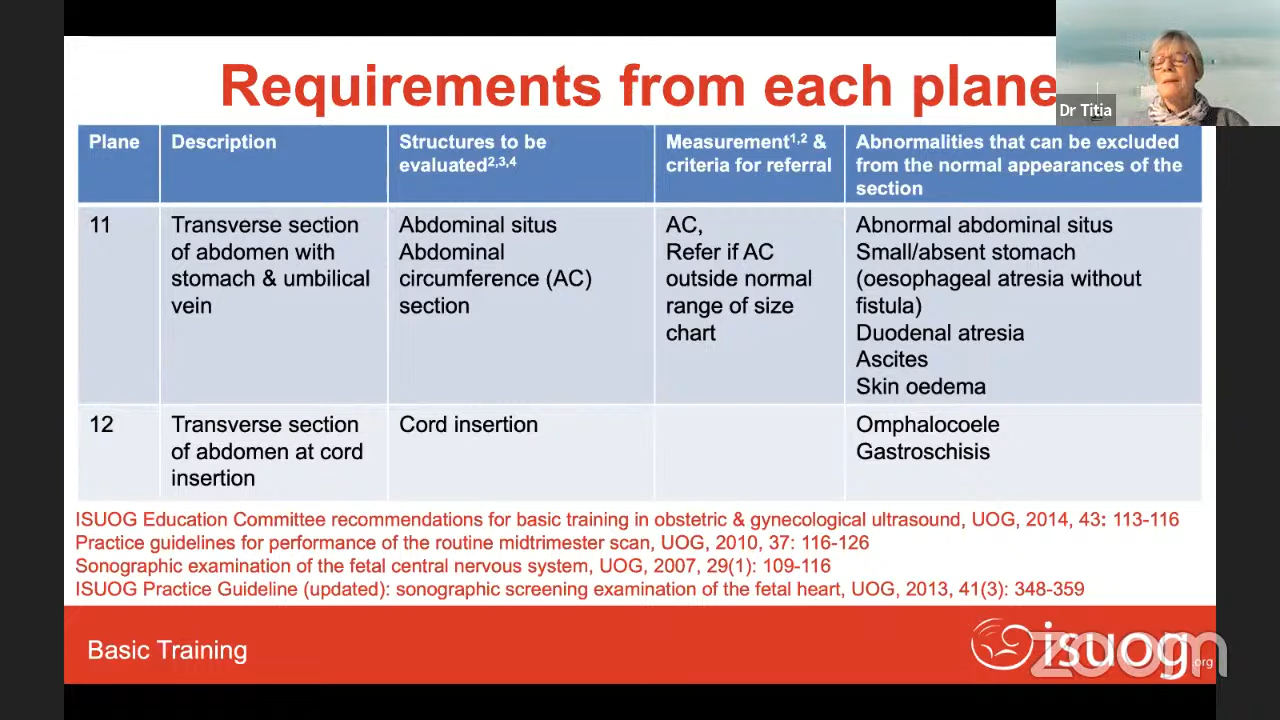 Requirements from each plane
Dr Titia
Plane
Description
Structures to be
evaluated2,3,4
Measurement1,2 &
criteria for referral
Abnormalities that can be excluded
from the normal appearances of the
section
11
Transverse section
of abdomen with
stomach & umbilical
vein
Abdominal situs
Abdominal
circumference (AC)
section
AC,
Refer if AC
outside normal
range of size
chart
Abnormal abdominal situs
Small/absent stomach
(oesophageal atresia without
fistula)
Duodenal atresia
Ascites
Skin oedema
12
Transverse section
of abdomen at cord
insertion
Cord insertion
Omphalocoele
Gastroschisis
ISUOG Education Committee recommendations for basic training in obstetric & gynecological ultrasound, UOG, 2014, 43: 113-116
Practice guidelines for performance of the routine midtrimester scan, UOG, 2010, 37: 116-126
Sonographic examination of the fetal central nervous system, UOG, 2007, 29(1): 109-116
ISUOG Practice Guideline (updated): sonographic screening examination of the fetal heart, UOG, 2013, 41(3): 348-359
Basic Training
isuog
.org
zoom